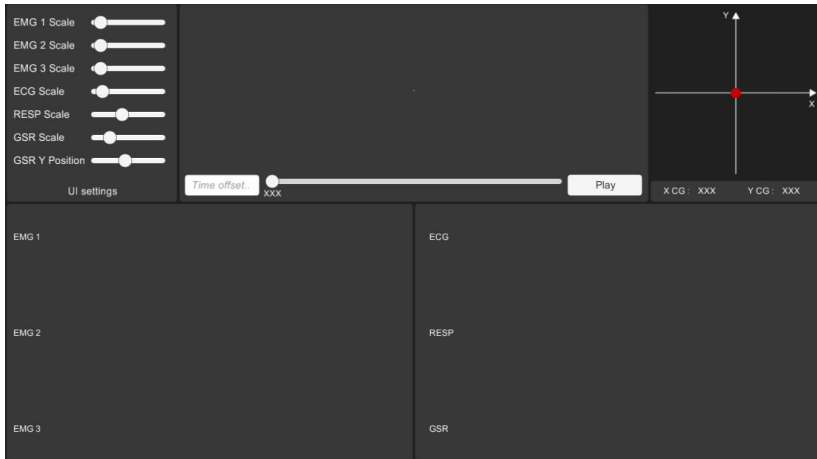 EMG 1 Scale
EMG 2 Scale
EMG 3 Scale
ECG Scale
RESP Scale
GSR Scale
GSR Y Position
UI settings
Time offset..
XXX
Play
Y
X
X CG : XXX Y CG : XXX
EMG 1
EMG 2
EMG 3
ECG
RESP
GSR